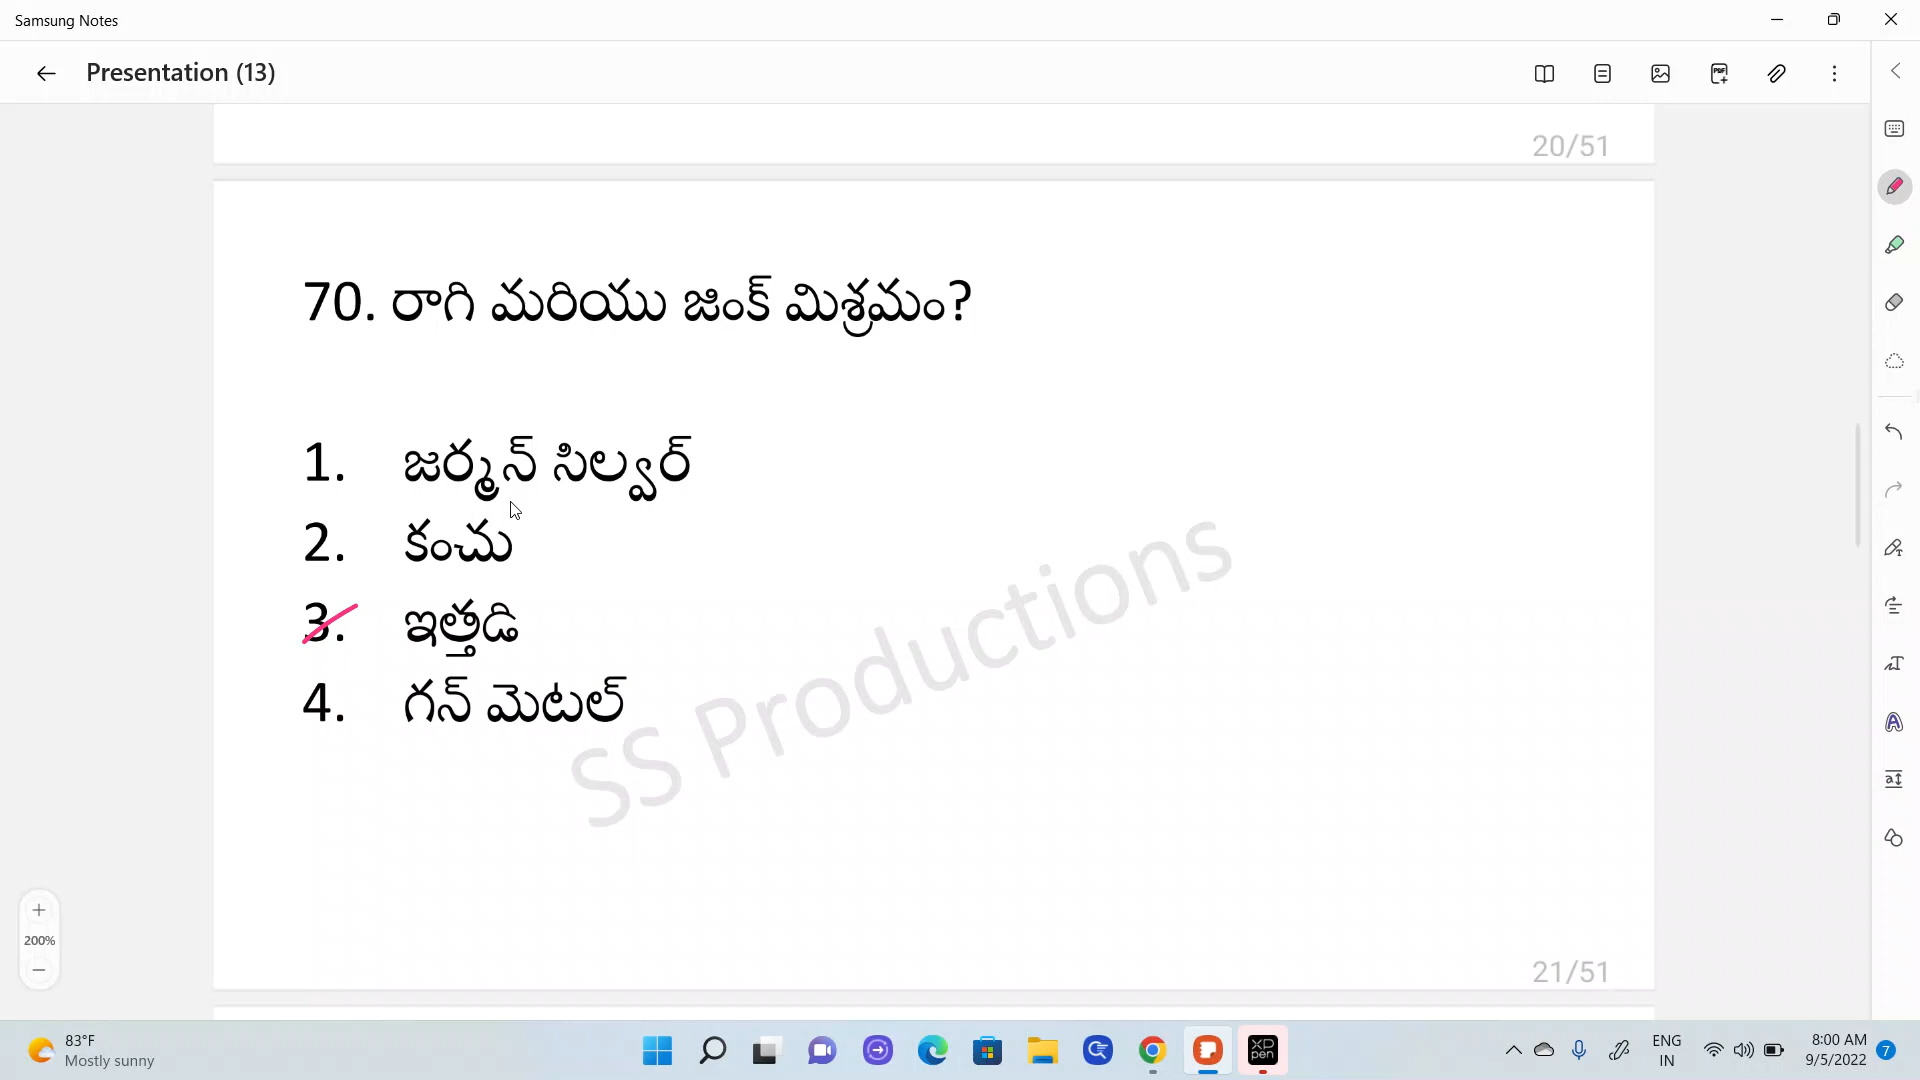 Samsung Notes
Presentation (13)
20/51
70. రాగి మరియు జింక్ మిశ్రమం?
1. జర్మన్ సిల్వర్
2. కంచు
3. ఇత్తడి
4. గన్ మెటల్
SS Productions
200%
21/51
83°F
Mostly sunny
ENG
IN
8:00 AM
9/5/2022
7